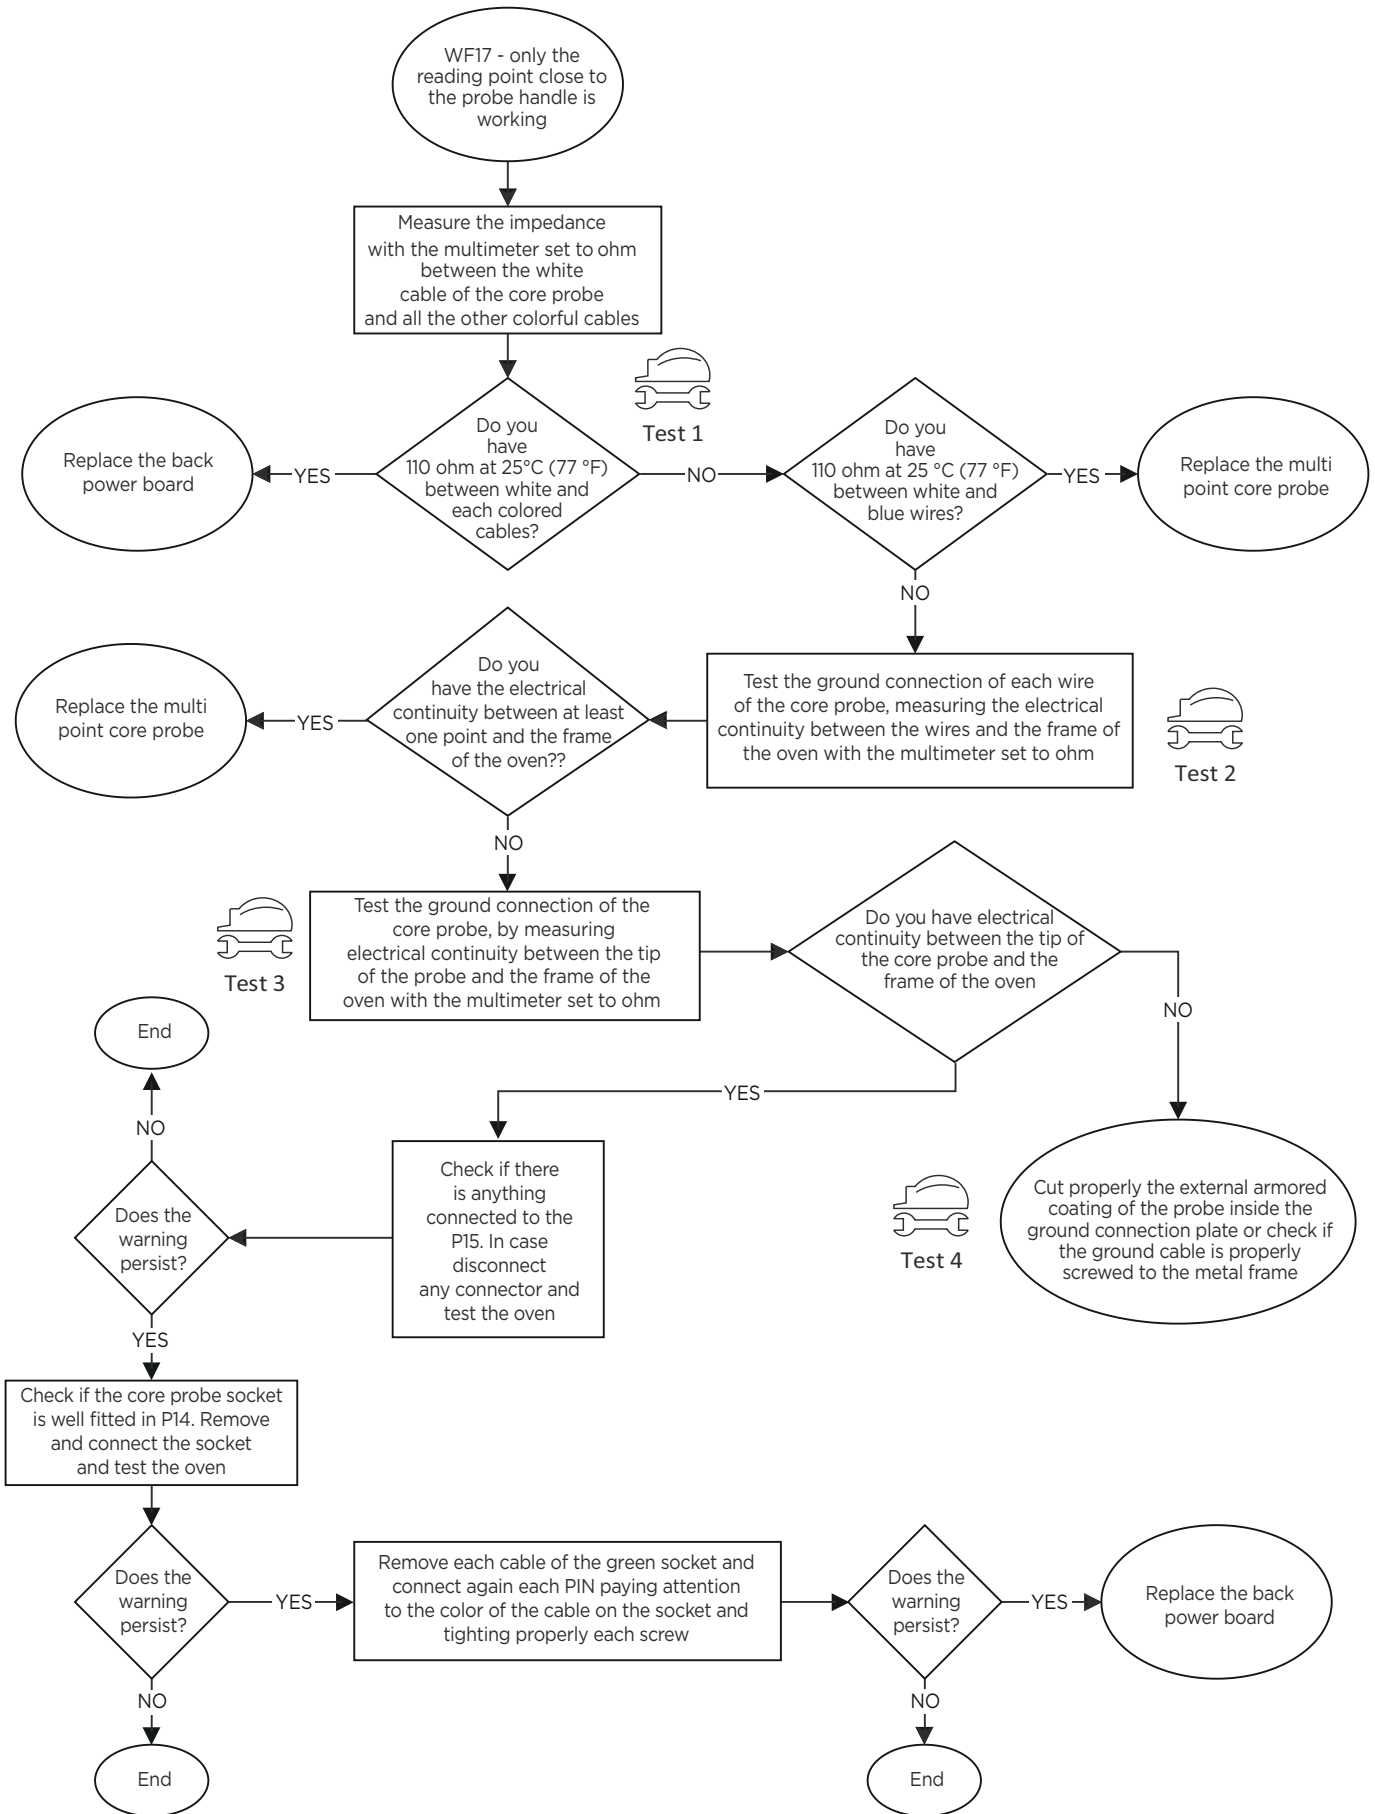 WF17 - only the
reading point close to
the probe handle is
working
Measure the impedance
with the multimeter set to ohm
between the white
cable of the core probe
and all the other colorful cables
Test 1
Do you
have
110 ohm at 25°C (77 °F)
between white and
each colored
cables?
YES
Replace the back
power board
NO
Do you
have
110 ohm at 25 °C (77 °F)
between white and
blue wires?
YES
Replace the multi
point core probe
NO
Test the ground connection of each wire
of the core probe, measuring the electrical
continuity between the wires and the frame of
the oven with the multimeter set to ohm
Test 2
Do you
have the electrical
continuity between at least
one point and the frame
of the oven??
YES
Replace the multi
point core probe
NO
Test the ground connection of the
core probe, by measuring
electrical continuity between the tip
of the probe and the frame of the
oven with the multimeter set to ohm
Test 3
Do you have electrical
continuity between the tip of
the core probe and the
frame of the oven
NO
Cut properly the external armored
coating of the probe inside the
ground connection plate or check if
the ground cable is properly
screwed to the metal frame
Test 4
YES
Check if there
is anything
connected to the
P15. In case
disconnect
any connector and
test the oven
Does the
warning
persist?
NO
End
YES
Check if the core probe socket
is well fitted in P14. Remove
and connect the socket
and test the oven
Does the
warning
persist?
NO
End
YES
Remove each cable of the green socket and
connect again each PIN paying attention
to the color of the cable on the socket and
tighting properly each screw
Does the
warning
persist?
YES
Replace the back
power board
NO
End